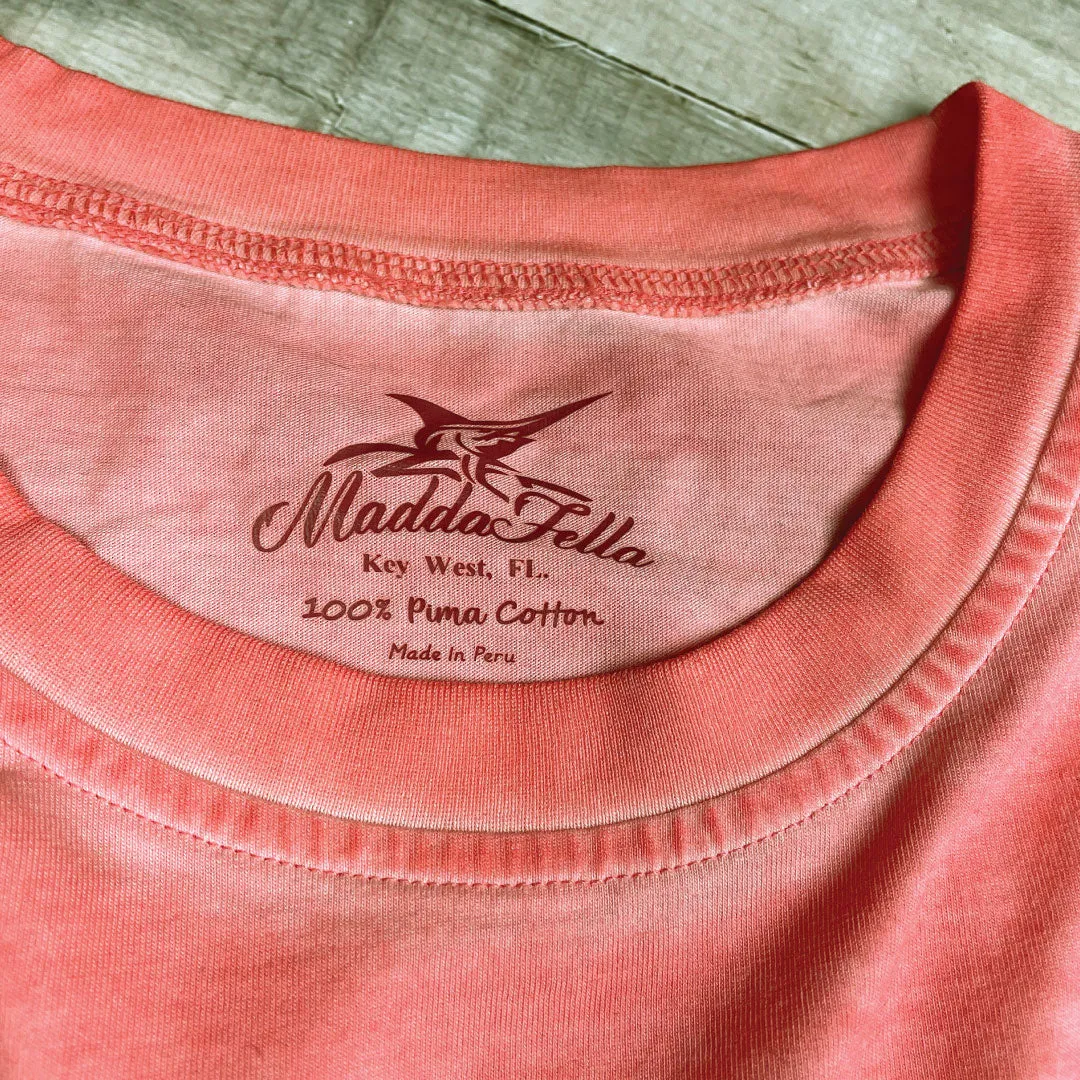 MaddaFella
Key West, FL.
100% Pima Cotton
Made In Peru